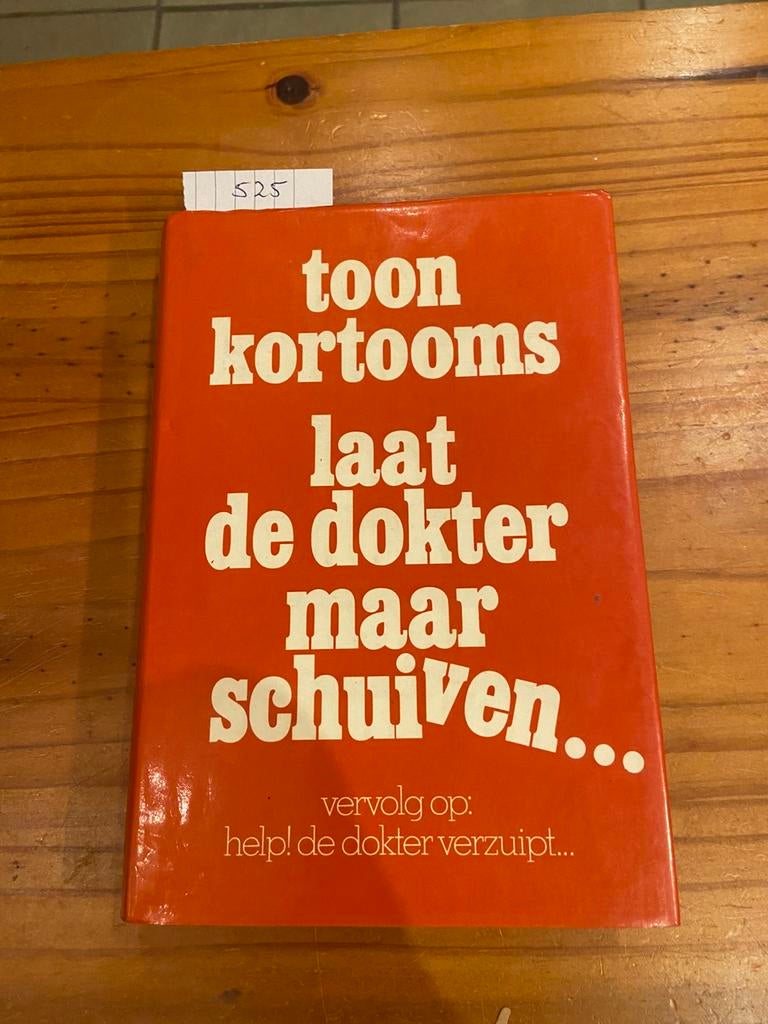 525
toon
kortooms
laat
de dokter
maar
schuiven...
vervolg op:
help! de dokter verzuipt...